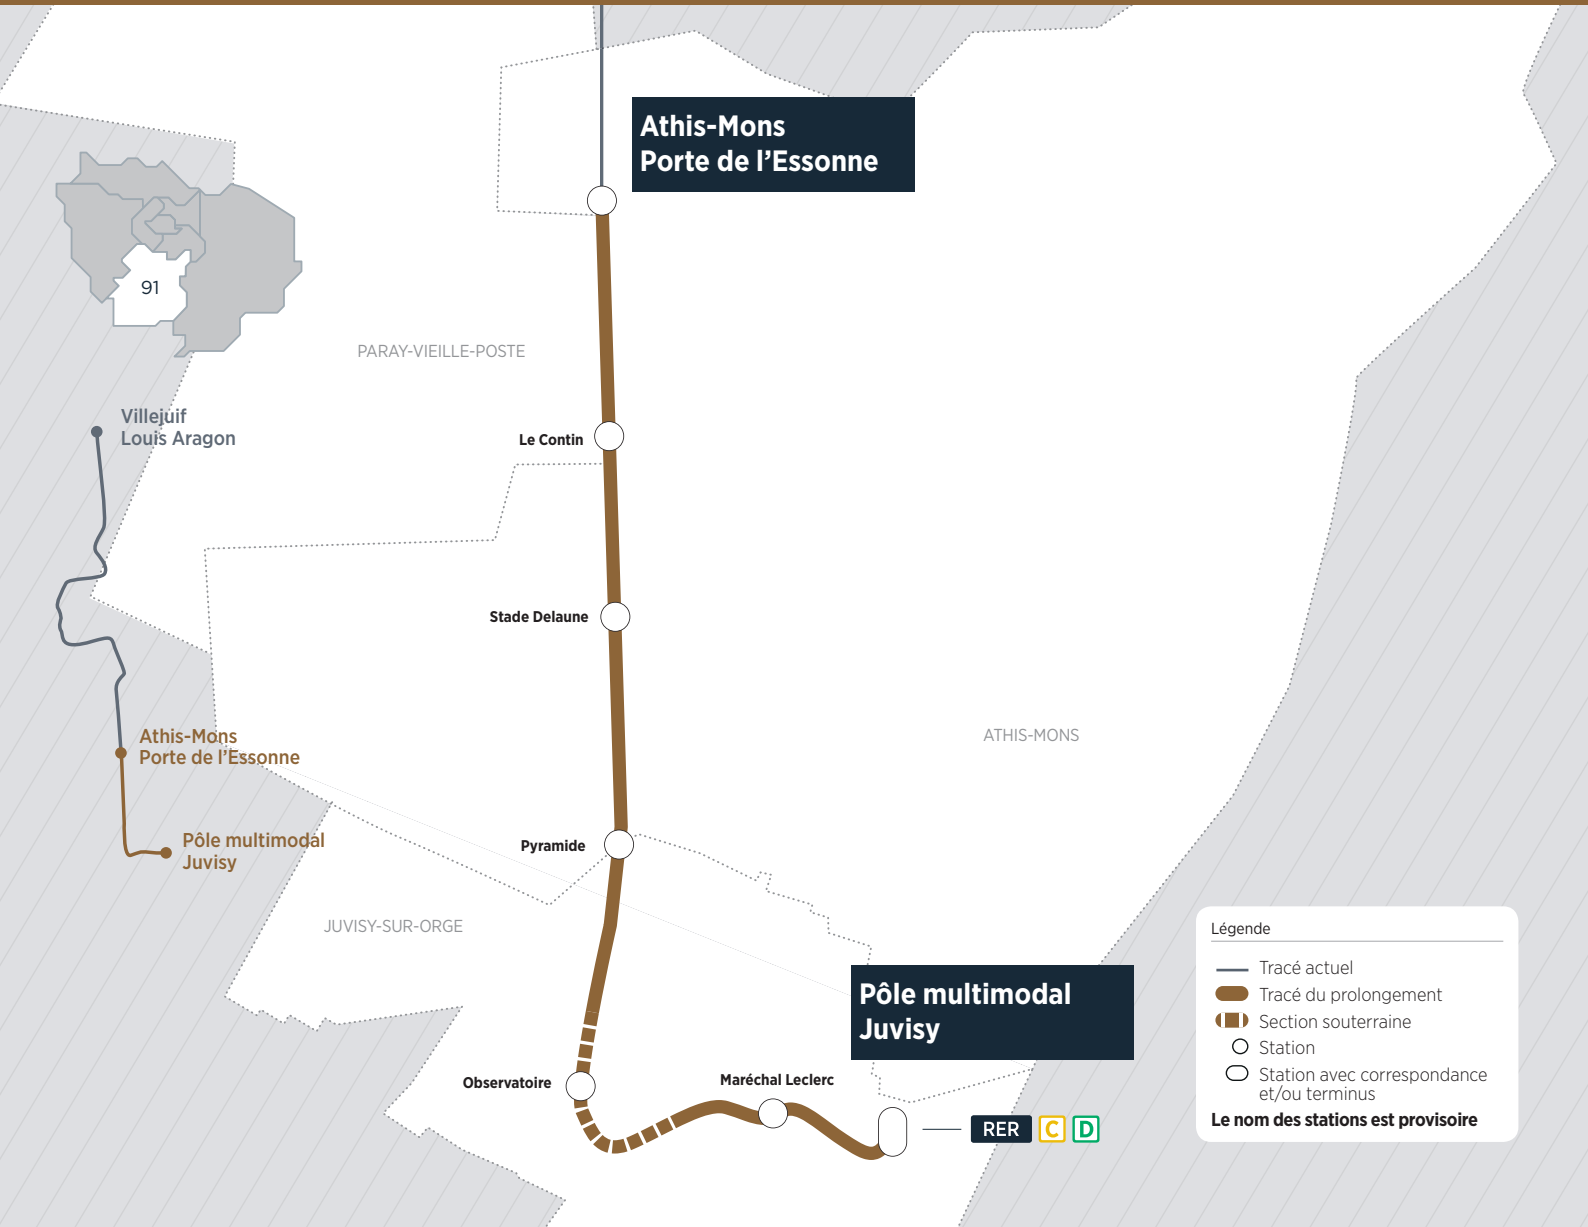 Athis-Mons
Porte de l’Essonne
91
PARAY-VIEILLE-POSTE
Villejuif
Louis Aragon
Le Contin
Stade Delaune
Athis-Mons
Porte de l’Essonne
ATHIS-MONS
Pyramide
Pôle multimodal
Juvisy
JUVISY-SUR-ORGE
Pôle multimodal
Juvisy
Observatoire
Maréchal Leclerc
RER C D
Légende
Tracé actuel
Tracé du prolongement
Section souterraine
Station
Station avec correspondance
et/ou terminus
Le nom des stations est provisoire